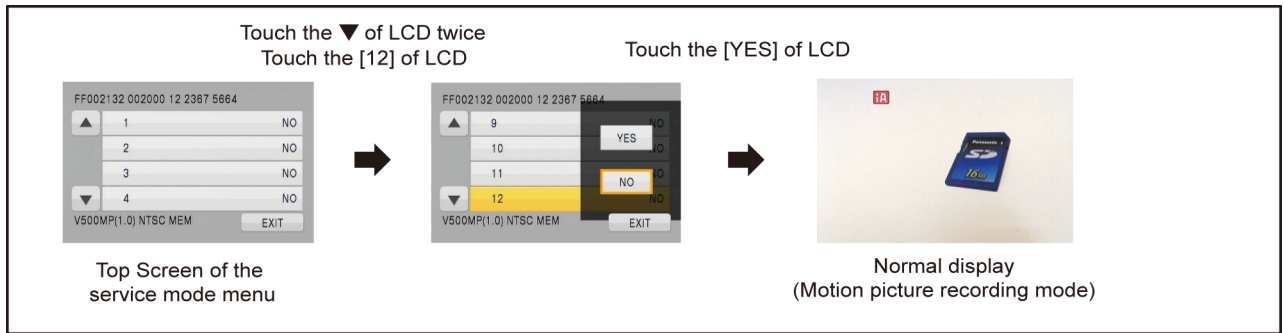 Touch the ▼ of LCD twice
Touch the [12] of LCD
Touch the [YES] of LCD
FF002132 002000 12 2367 5664
▲ 1 NO
2 NO
3 NO
▼ 4 NO
V500MP(1.0) NTSC MEM EXIT
Top Screen of the
service mode menu
FF002132 002000 12 2367 5664
▲ 9 NO
YES
10 NO
11 NO
NO
▼ 12 NO
V500MP(1.0) NTSC MEM EXIT
iA
Panasonic
SD
16
Normal display
(Motion picture recording mode)